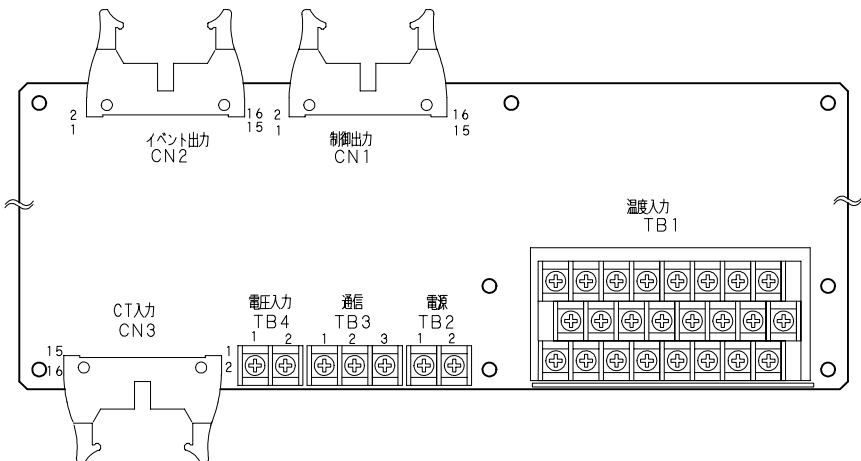 2 16 2 16
1 15 1 15
イベント出力
CN2
制御出力
CN1
温度入力
TB1
CT入力
CN3
15 1
16 2
電圧入力
TB4
1 2
通信
TB3
1 2 3
電源
TB2
1 2